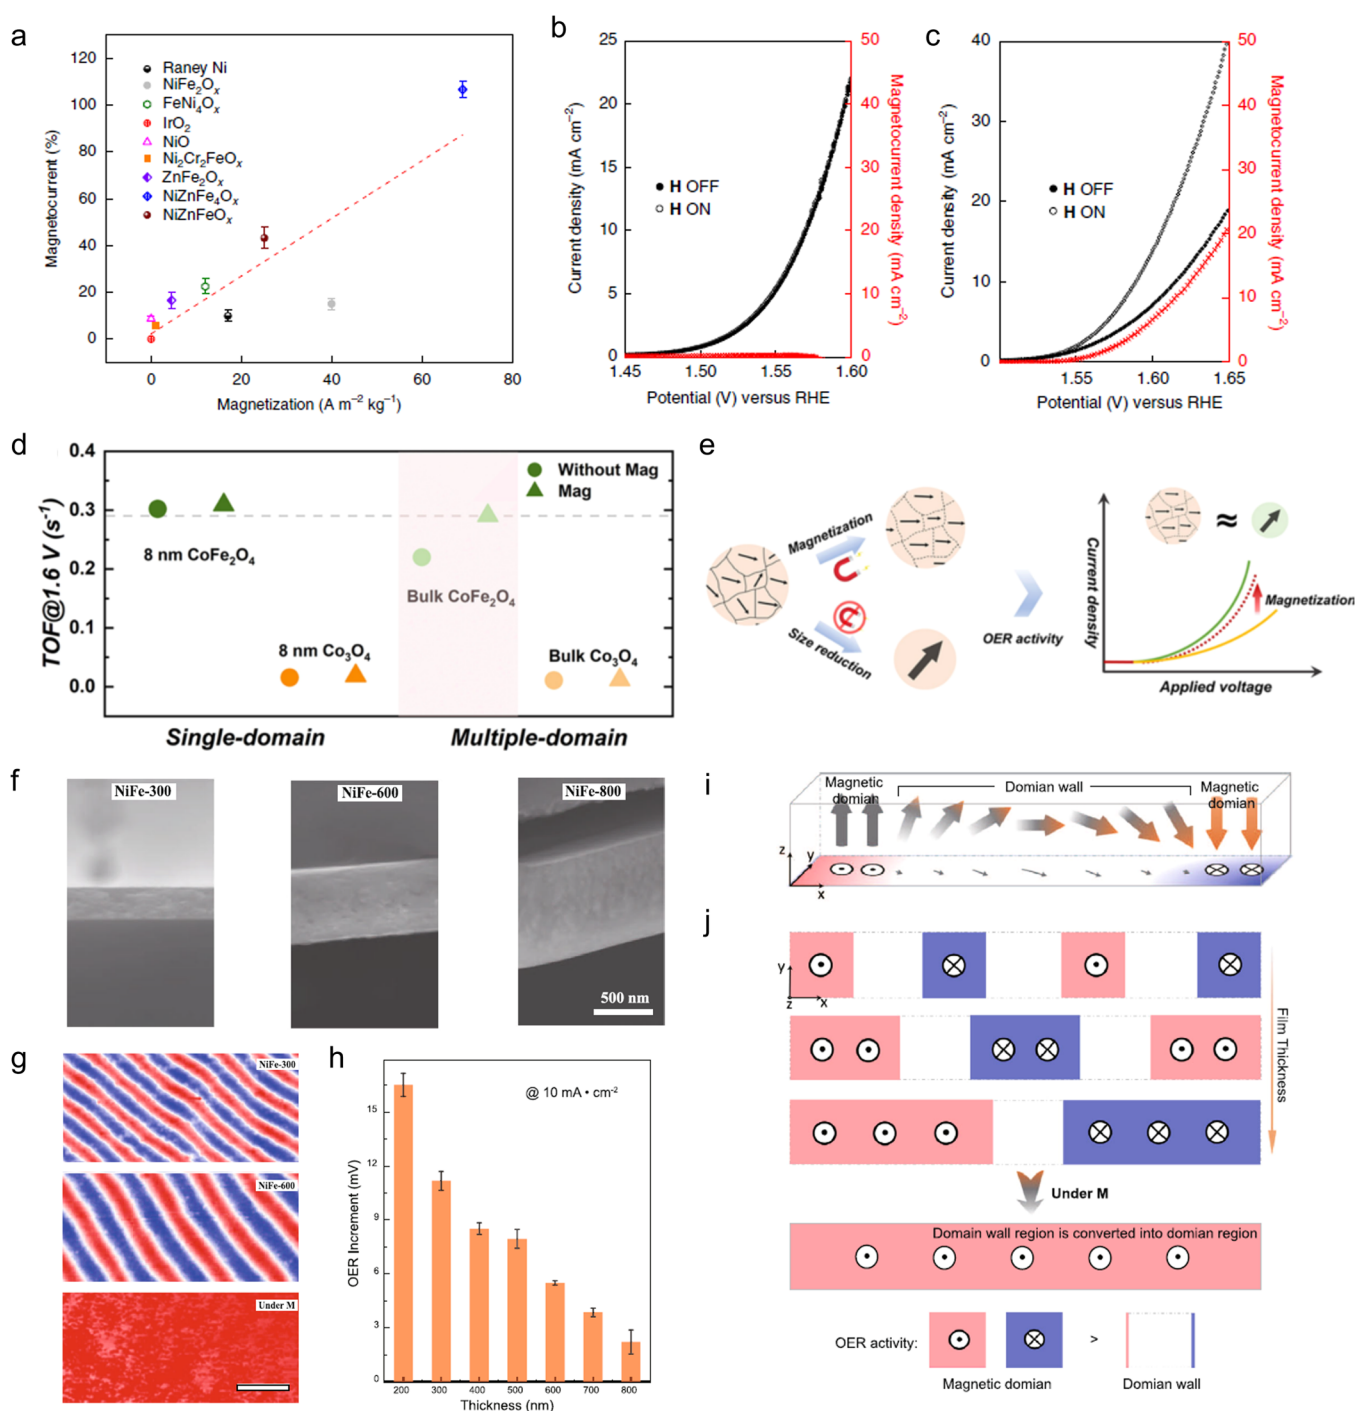 a
Magnetocurrent (%)
120
100
80
60
40
20
0
Raney Ni
NiFe₂Oₓ
FeNi₄Oₓ
IrO₂
NiO
Ni₂Cr₂FeOₓ
ZnFe₂Oₓ
NiZnFe₄Oₓ
NiZnFeOₓ
0 20 40 60 80
Magnetization (A m⁻² kg⁻¹)
b
Current density (mA cm⁻²)
25
20
15
10
5
0
H OFF
H ON
50
40
30
20
10
0
Magnetocurrent density (mA cm⁻²)
1.45 1.50 1.55 1.60
Potential (V) versus RHE
c
Current density (mA cm⁻²)
40
30
20
10
0
H OFF
H ON
50
40
30
20
10
0
Magnetocurrent density (mA cm⁻²)
1.55 1.60 1.65
Potential (V) versus RHE
d
TOF@1.6 V (s⁻¹)
0.4
0.3
0.2
0.1
0.0
Without Mag
Mag
8 nm CoFe₂O₄
Bulk CoFe₂O₄
8 nm Co₃O₄
Bulk Co₃O₄
Single-domain
Multiple-domain
e
Magnetization
Size reduction
OER activity
Current density
≈
Magnetization
Applied voltage
f
NiFe-300
NiFe-600
NiFe-800
500 nm
g
NiFe-300
NiFe-600
Under M
h
OER Increment (mV)
15
12
9
6
3
0
@ 10 mA • cm⁻²
200 300 400 500 600 700 800
Thickness (nm)
i
Magnetic
domian
Domian wall
Magnetic
domian
z
y
x
j
y
z
x
Film Thickness
Under M
Domain wall region is converted into domian region
OER activity:
>
Magnetic domian
Domian wall